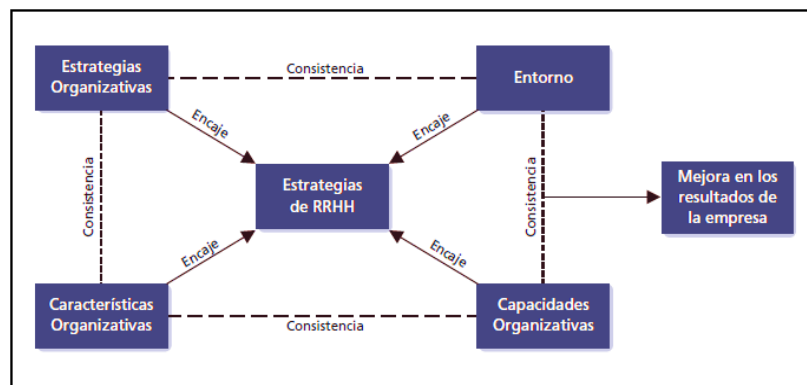 Estrategias
Organizativas
Consistencia
Entorno
Encaje
Encaje
Consistencia
Estrategias
de RRHH
Consistencia
Mejora en los
resultados de
la empresa
Encaje
Encaje
Características
Organizativas
Consistencia
Capacidades
Organizativas